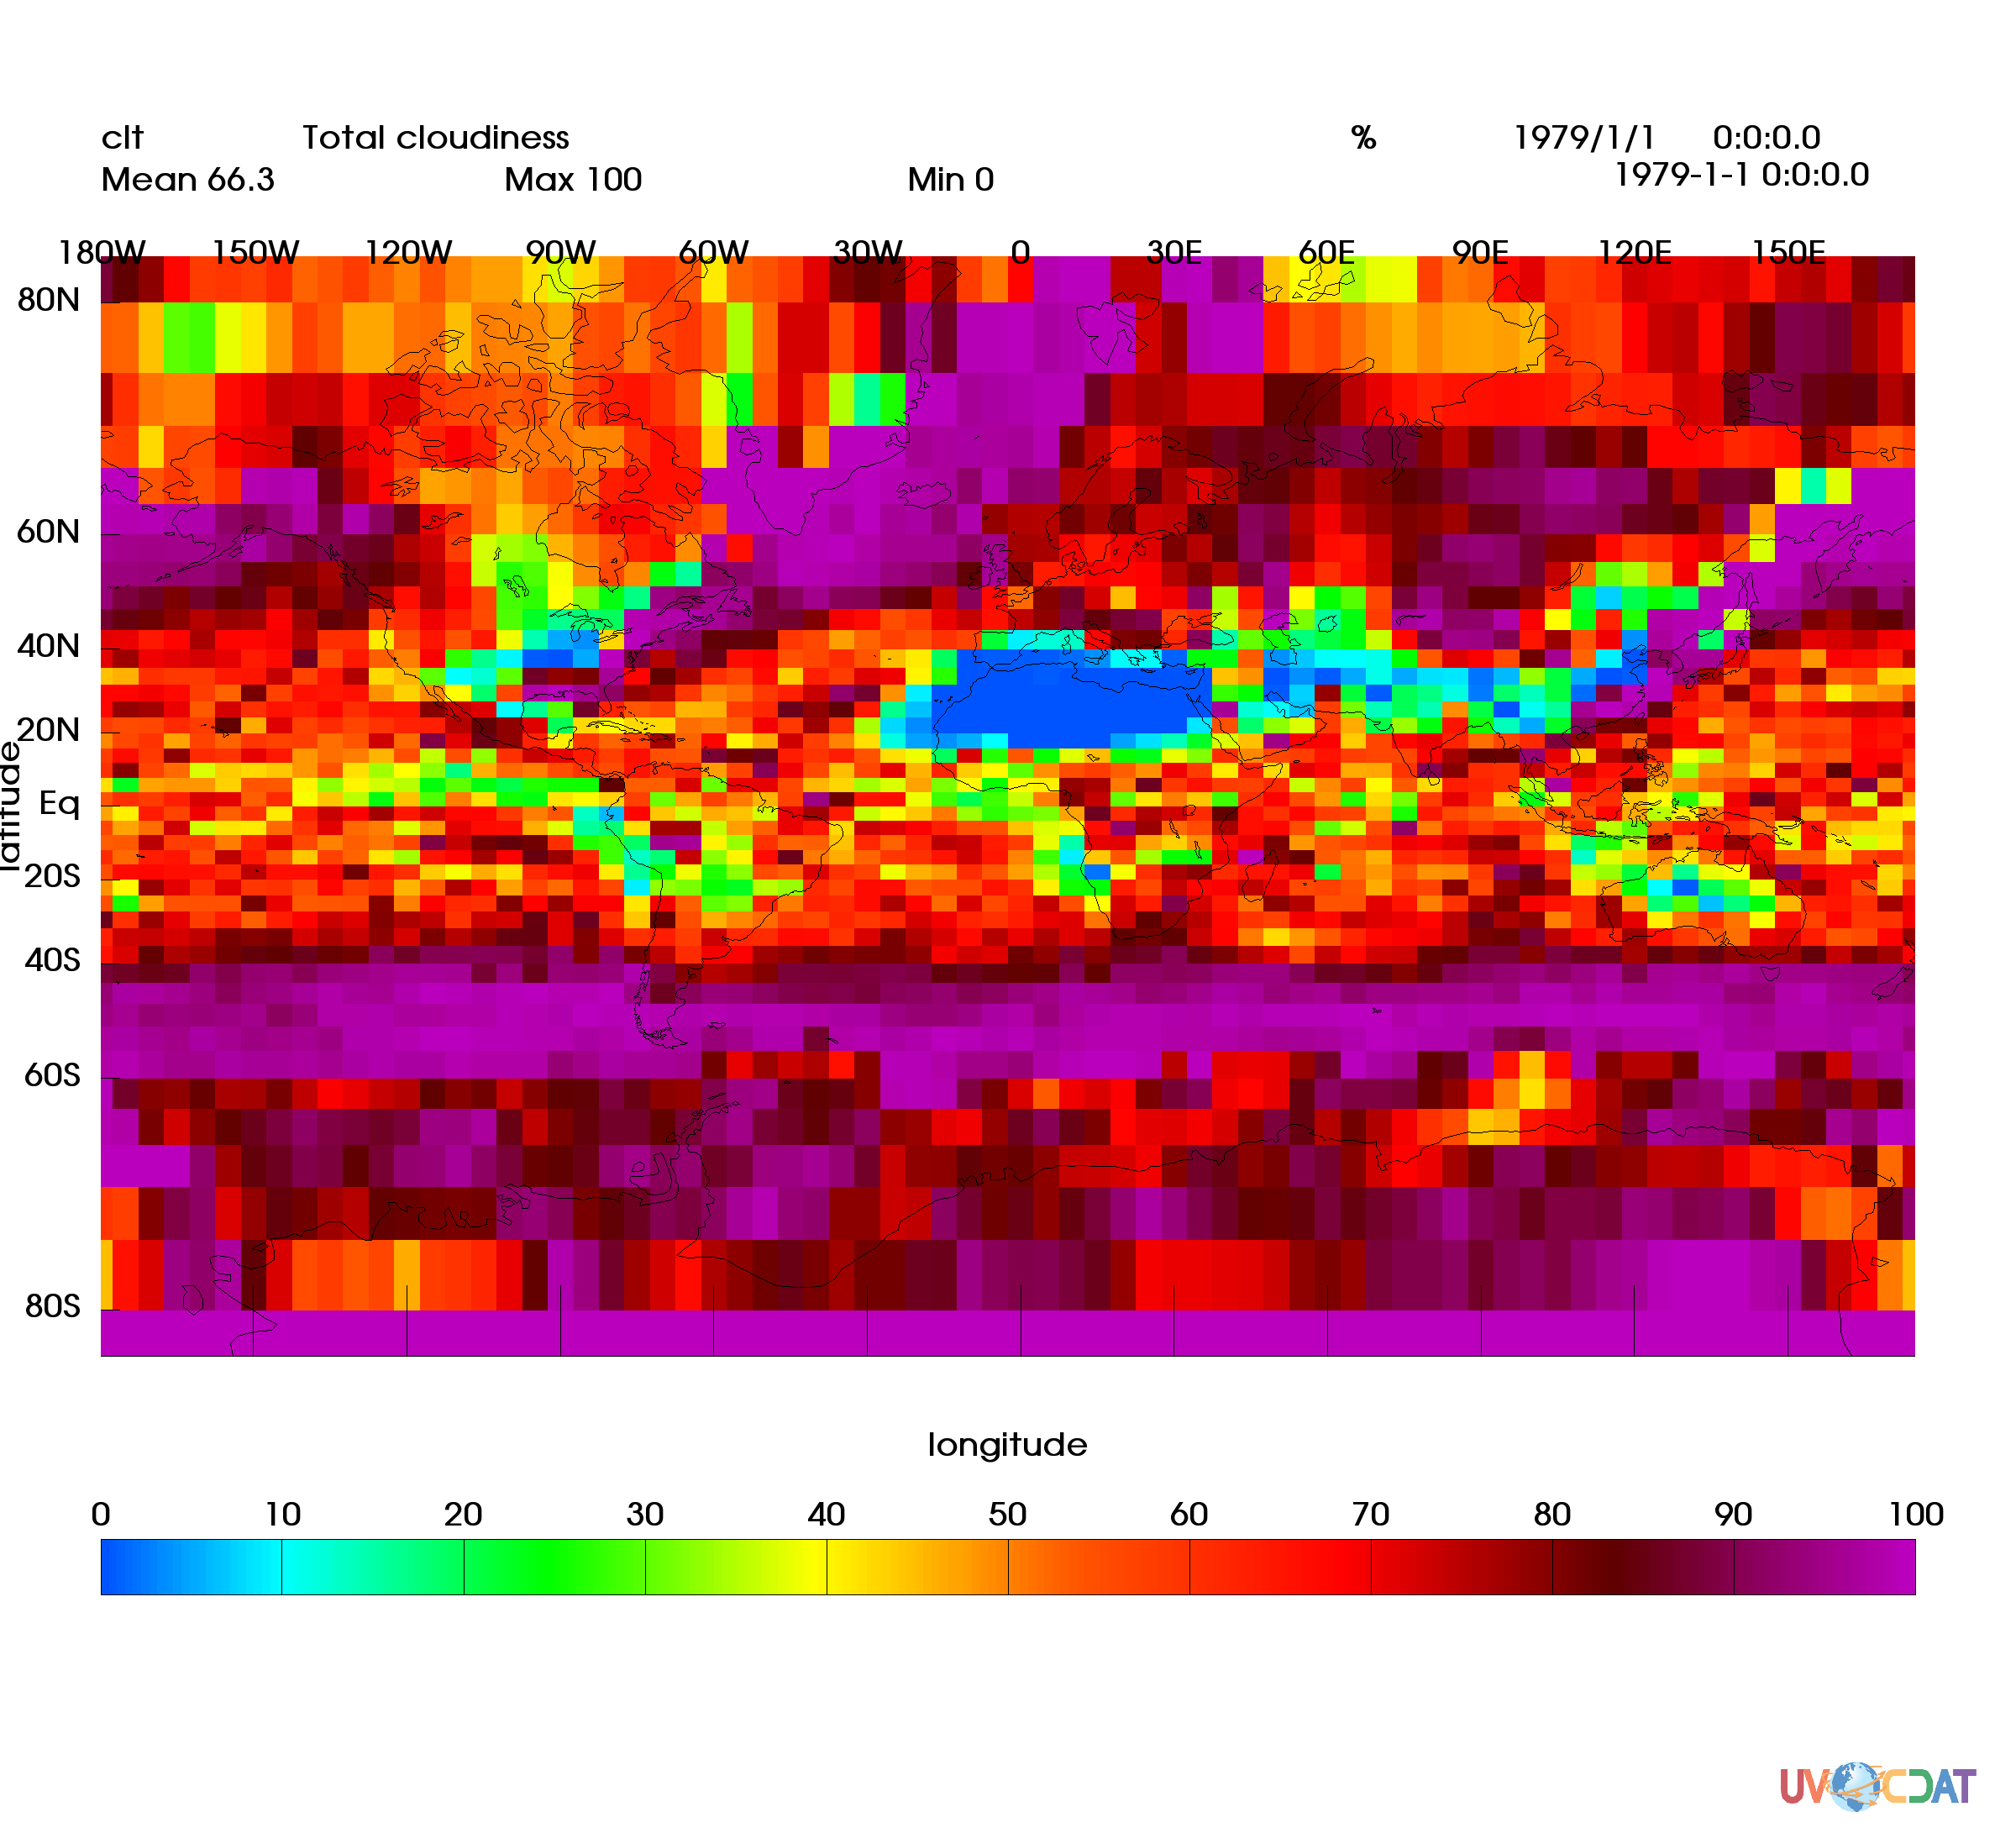 clt Total cloudiness % 1979/1/1 0:0:0.0
Mean 66.3 Max 100 Min 0 1979-1-1 0:0:0.0
180W 150W 120W 90W 60W 30W 0 30E 60E 90E 120E 150E
80N
60N
40N
20N
Eq
20S
40S
60S
80S
latitude
longitude
0 10 20 30 40 50 60 70 80 90 100
UV CDAT